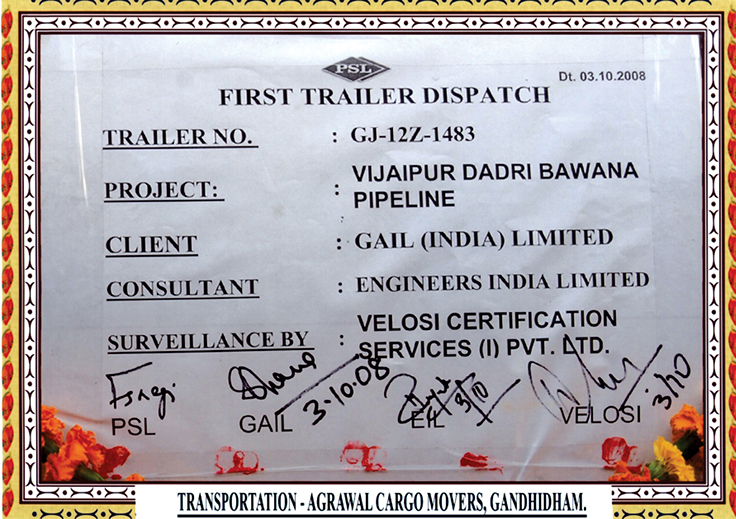 PSL
Dt. 03.10.2008
FIRST TRAILER DISPATCH
TRAILER NO. : GJ-12Z-1483
PROJECT: : VIJAIPUR DADRI BAWANA
PIPELINE
CLIENT : GAIL (INDIA) LIMITED
CONSULTANT : ENGINEERS INDIA LIMITED
SURVEILLANCE BY : VELOSI CERTIFICATION
SERVICES (I) PVT. LTD.
3-10-08 3/10 3/10
PSL GAIL EIL VELOSI
TRANSPORTATION - AGRAWAL CARGO MOVERS, GANDHIDHAM.